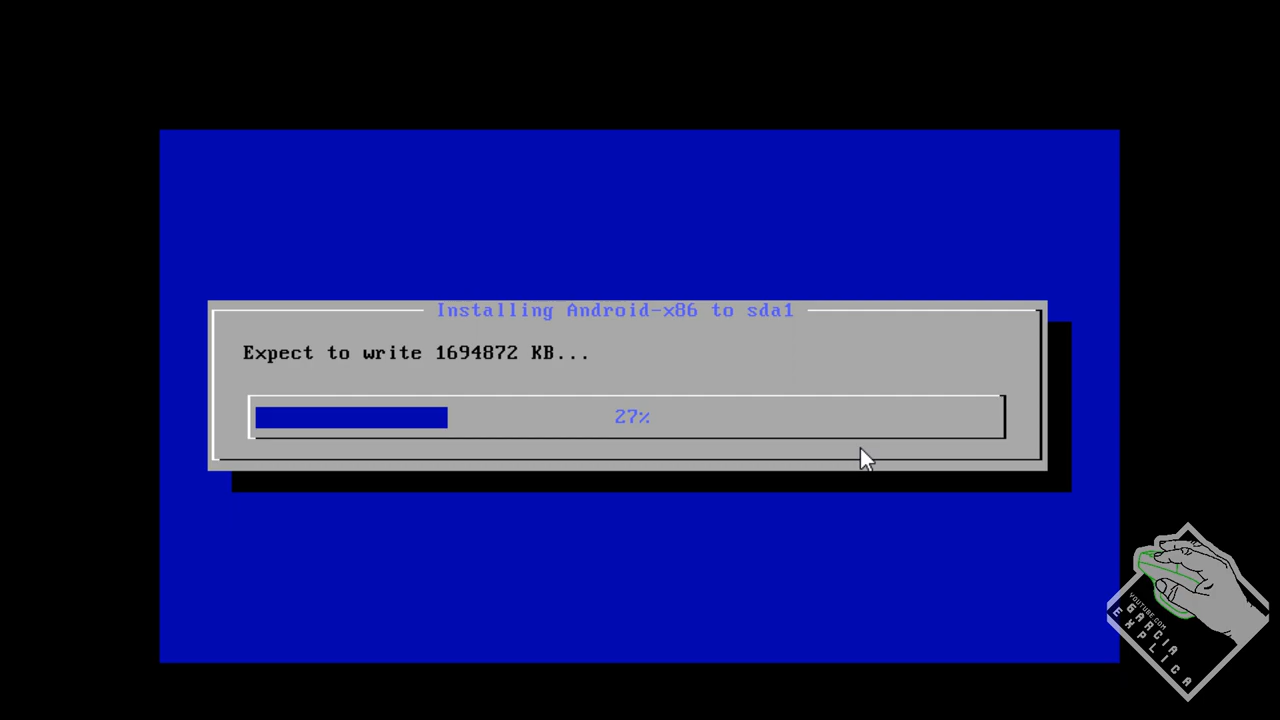 Installing Android-x86 to sda1
Expect to write 1694872 KB...
27%
YOUTUBE.COM
GARCIA
EXPLICA